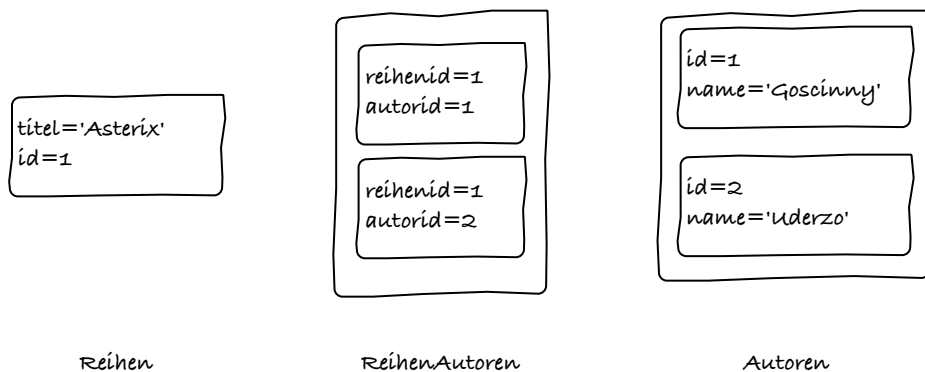 titel='Asterix'
id=1
Reihen
reihenid=1
autorid=1
reihenid=1
autorid=2
ReihenAutoren
id=1
name='Goscinny'
id=2
name='Uderzo'
Autoren